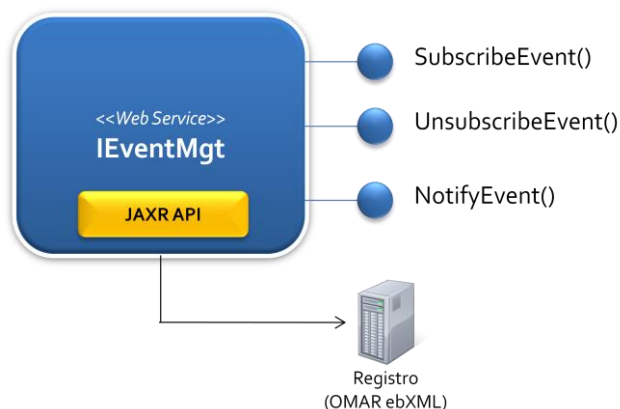 <<Web Service>>
IEventMgt
JAXR API
SubscribeEvent()
UnsubscribeEvent()
NotifyEvent()
Registro
(OMAR ebXML)